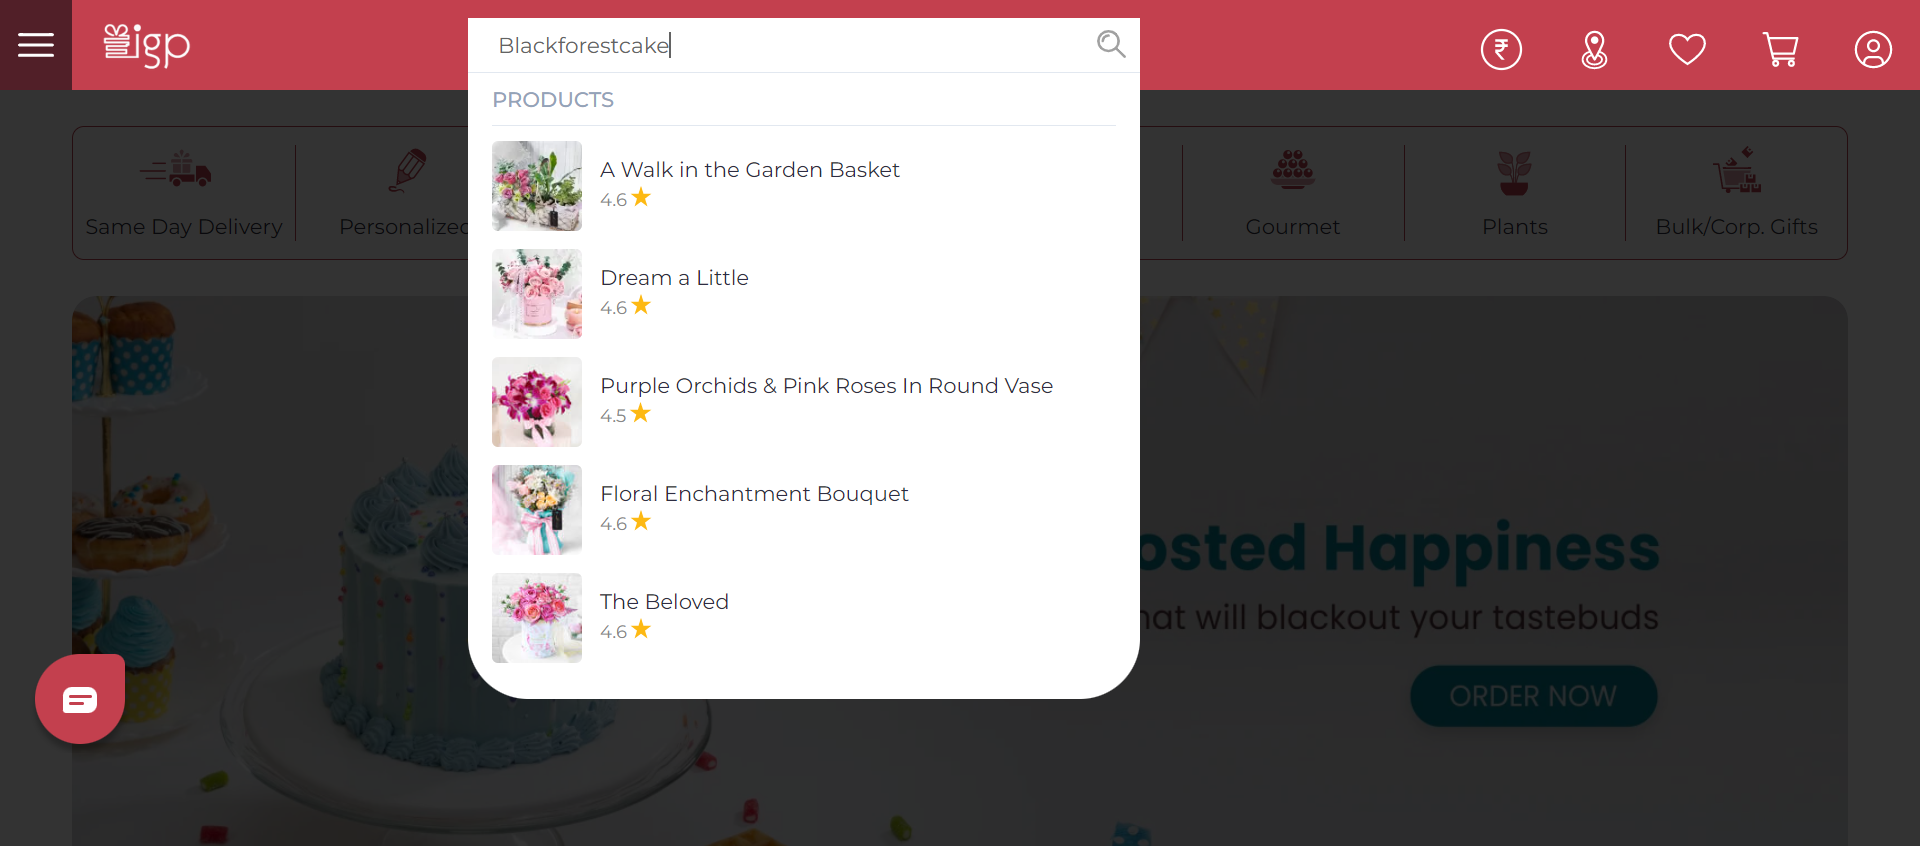 igp
Blackforestcake
₹
PRODUCTS
A Walk in the Garden Basket
4.6
Dream a Little
4.6
Purple Orchids & Pink Roses In Round Vase
4.5
Floral Enchantment Bouquet
4.6
The Beloved
4.6
Same Day Delivery
Personalized
Gourmet
Plants
Bulk/Corp. Gifts
osted Happiness
hat will blackout your tastebuds
ORDER NOW